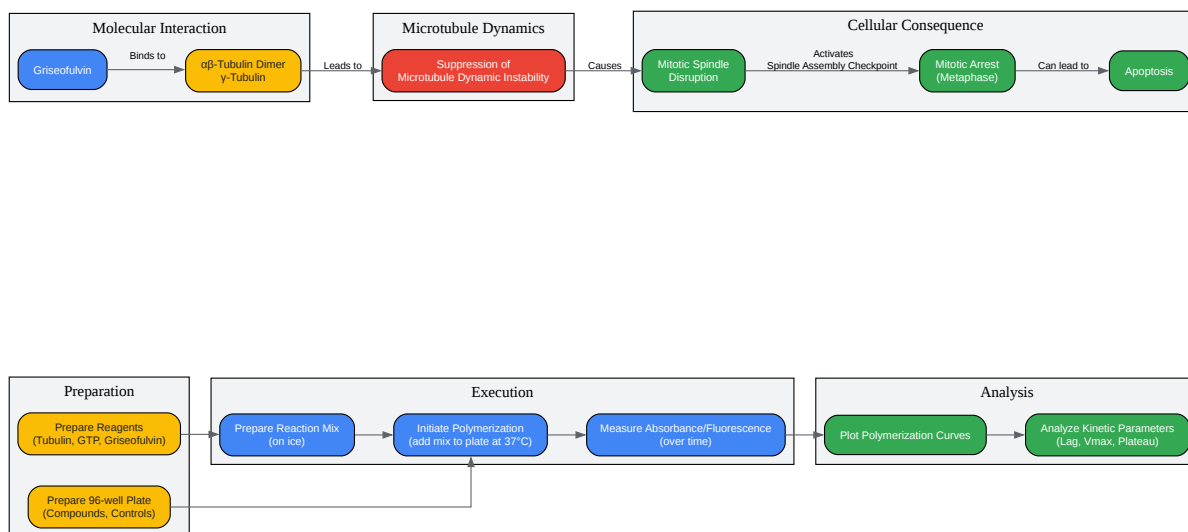 Molecular Interaction
Griseofulvin
Binds to
αβ-Tubulin Dimer
γ-Tubulin
Leads to
Microtubule Dynamics
Suppression of
Microtubule Dynamic Instability
Causes
Cellular Consequence
Mitotic Spindle
Disruption
Activates
Spindle Assembly Checkpoint
Mitotic Arrest
(Metaphase)
Can lead to
Apoptosis
Preparation
Prepare Reagents
(Tubulin, GTP, Griseofulvin)
Prepare 96-well Plate
(Compounds, Controls)
Execution
Prepare Reaction Mix
(on ice)
Initiate Polymerization
(add mix to plate at 37°C)
Measure Absorbance/Fluorescence
(over time)
Analysis
Plot Polymerization Curves
Analyze Kinetic Parameters
(Lag, Vmax, Plateau)